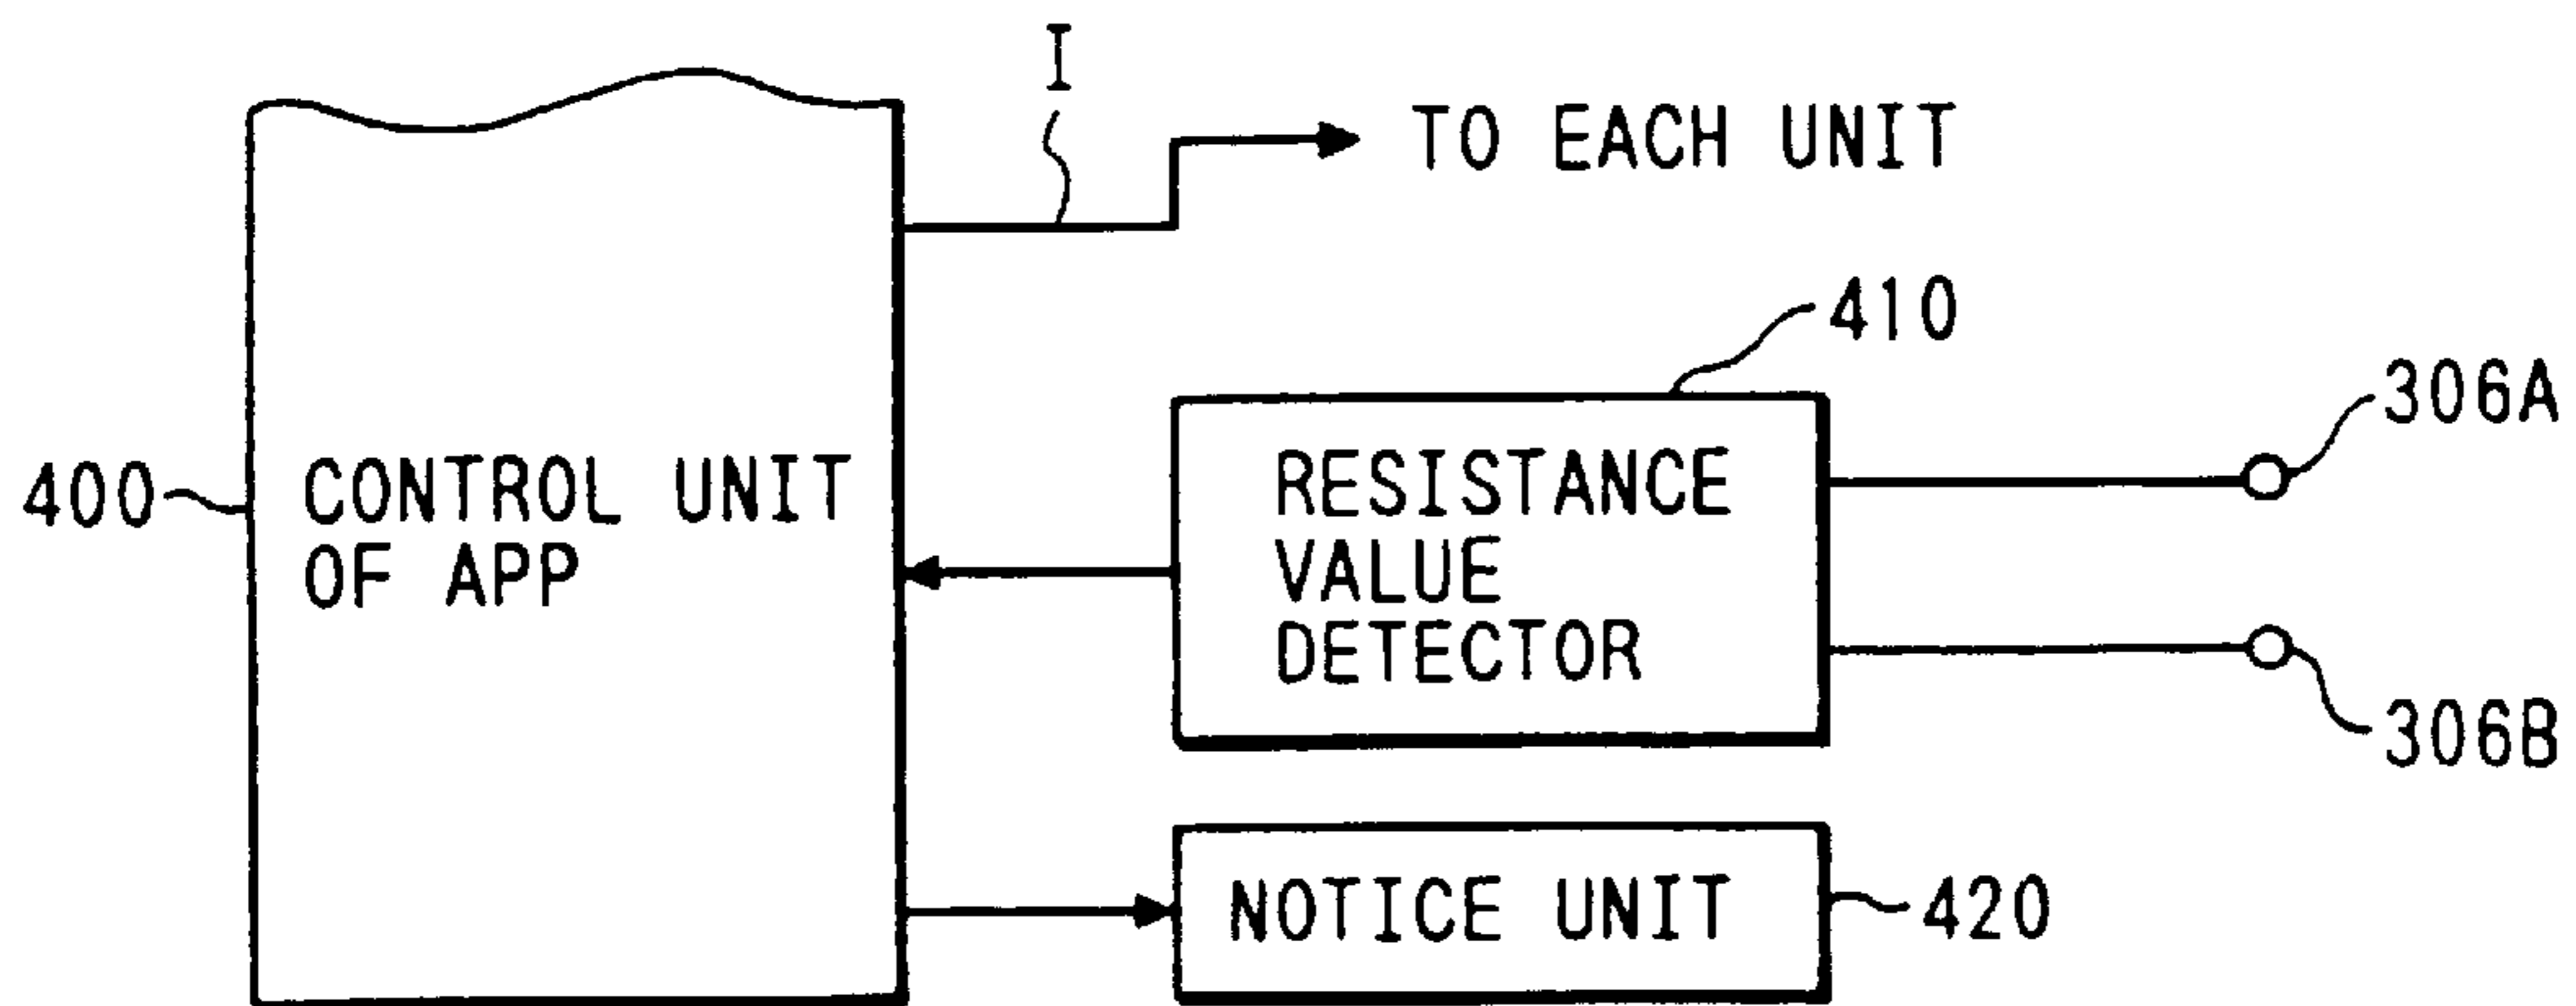 I
TO EACH UNIT
410
306A
400
CONTROL UNIT
OF APP
RESISTANCE
VALUE
DETECTOR
306B
NOTICE UNIT
420